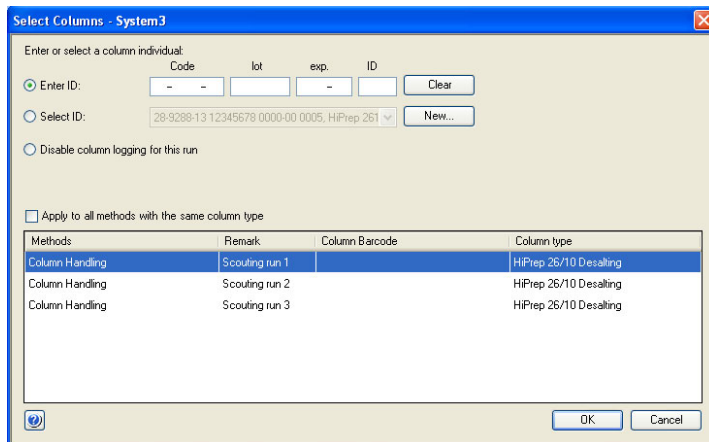 Select Columns - System3
Enter or select a column individual:
Code lot exp. ID
Enter ID: - - - Clear
Select ID: 28-9288-13 12345678 0000-00 0005, HiPrep 261 New...
Disable column logging for this run
Apply to all methods with the same column type
Methods Remark Column Barcode Column type
Column Handling Scouting run 1 HiPrep 26/10 Desalting
Column Handling Scouting run 2 HiPrep 26/10 Desalting
Column Handling Scouting run 3 HiPrep 26/10 Desalting
? OK Cancel